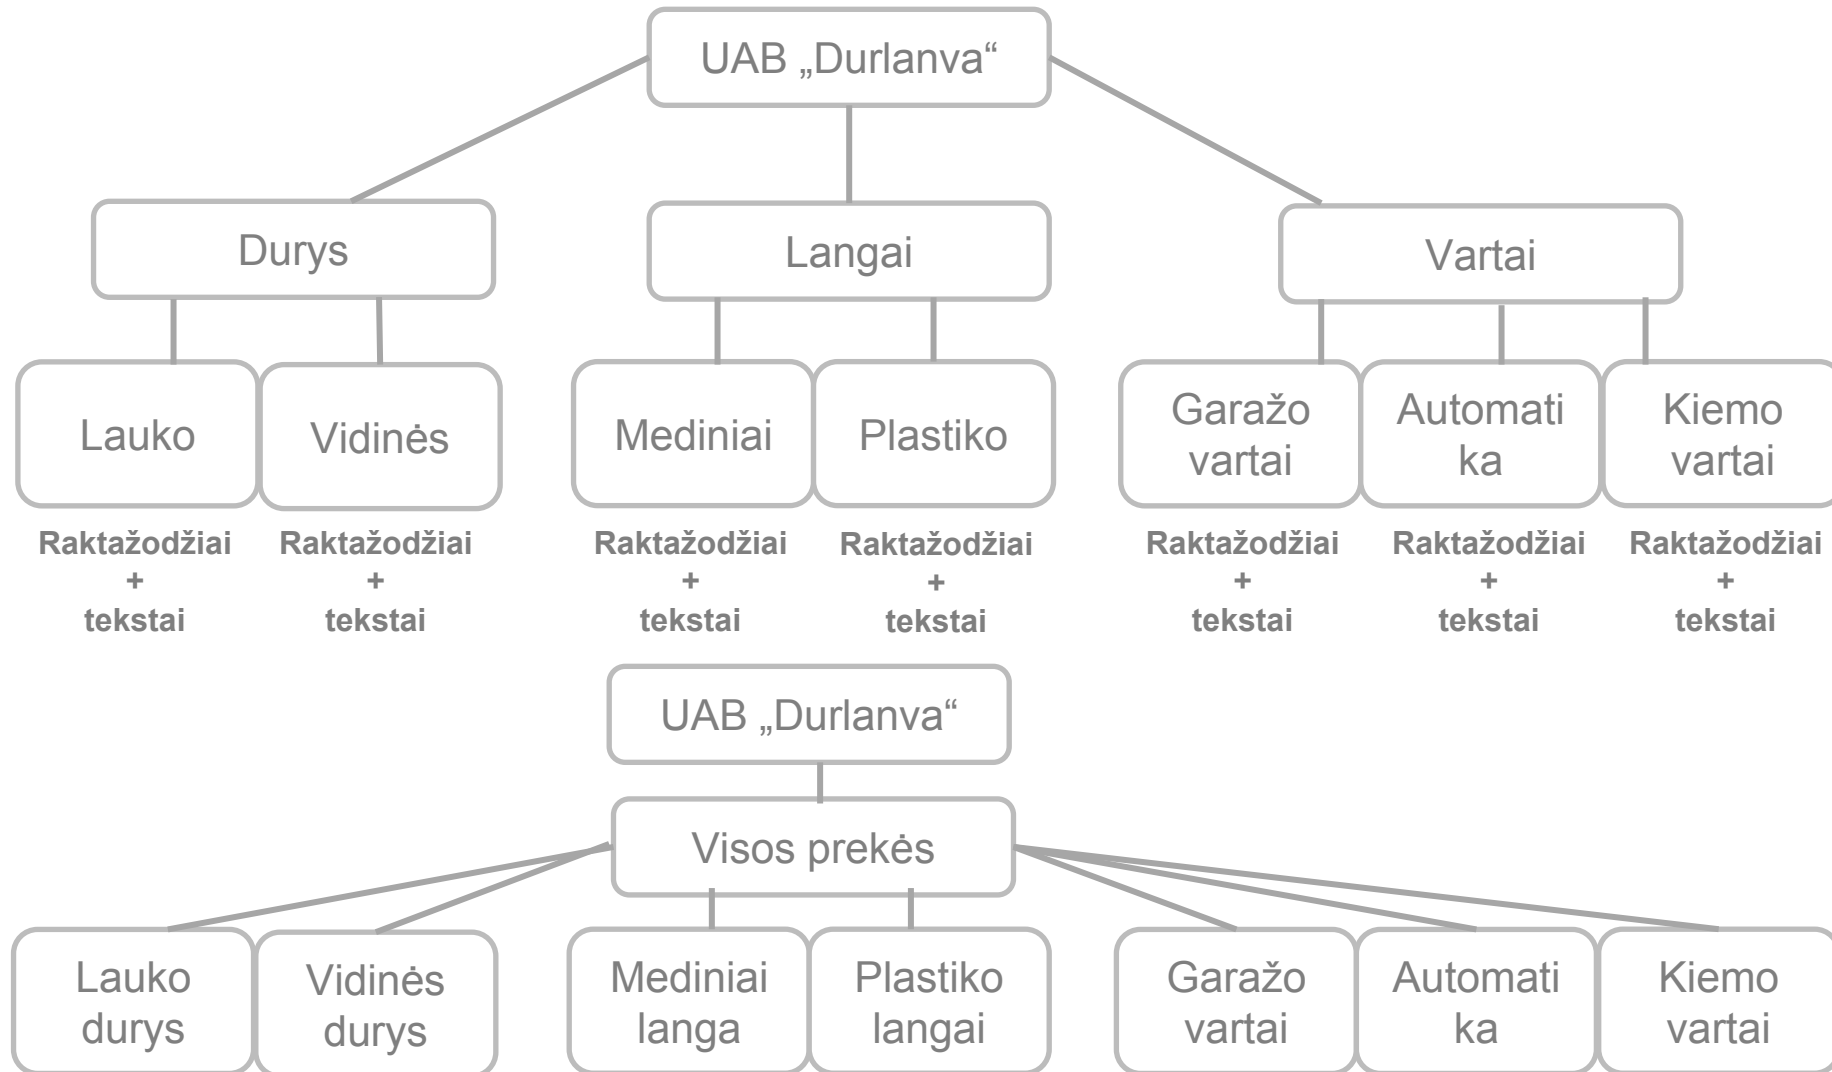 UAB „Durlanva“
Durys
Langai
Vartai
Lauko
Vidinės
Mediniai
Plastiko
Garažo
vartai
Automati
ka
Kiemo
vartai
Raktažodžiai
+
tekstai
Raktažodžiai
+
tekstai
Raktažodžiai
+
tekstai
Raktažodžiai
+
tekstai
Raktažodžiai
+
tekstai
Raktažodžiai
+
tekstai
Raktažodžiai
+
tekstai
UAB „Durlanva“
Visos prekės
Lauko
durys
Vidinės
durys
Mediniai
langa
Plastiko
langai
Garažo
vartai
Automati
ka
Kiemo
vartai